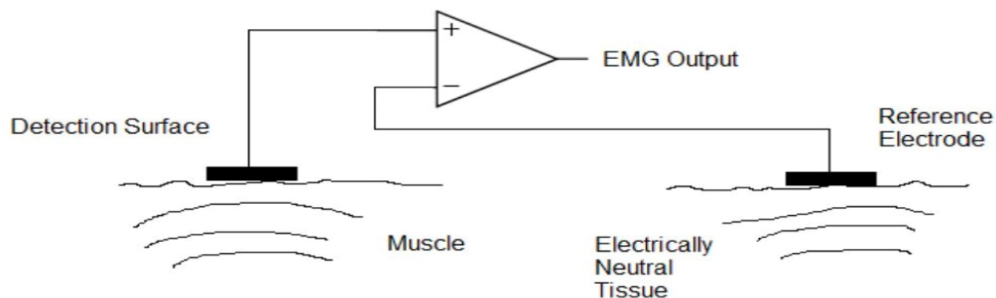 +
EMG Output
−
Detection Surface
Reference
Electrode
Muscle
Electrically
Neutral
Tissue